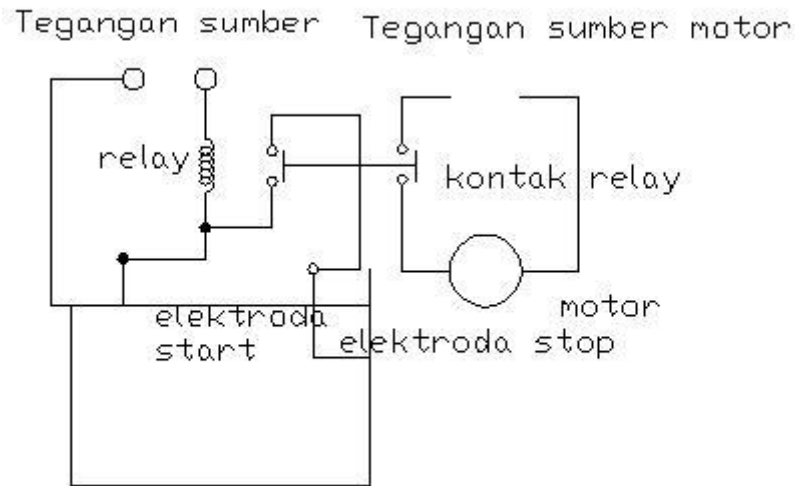 Tegangan sumber
Tegangan sumber motor
relay
kontak relay
motor
elektroda
start
elektroda stop